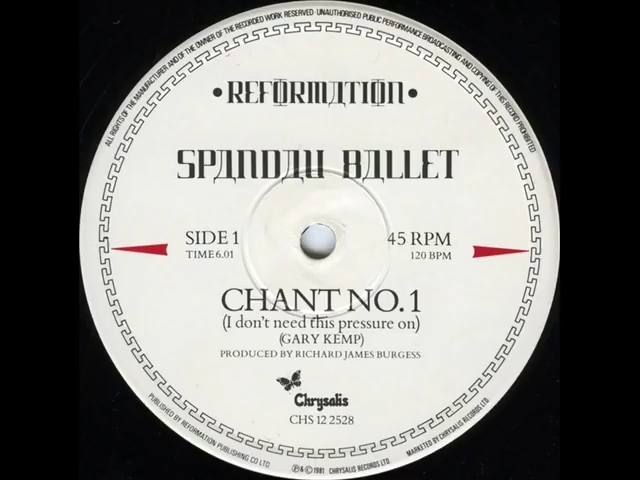 ALL RIGHTS OF THE MANUFACTURER AND OF THE OWNER OF THE RECORDED WORK RESERVED · UNAUTHORISED PUBLIC PERFORMANCE BROADCASTING AND COPYING OF THIS RECORD PROHIBITED
• REFORMATION •
SPANDAU BALLET
SIDE 1 45 RPM
TIME 6.01 120 BPM
CHANT NO. 1
(I don't need this pressure on)
(GARY KEMP)
PRODUCED BY RICHARD JAMES BURGESS
Chrysalis
CHS 12 2528
PUBLISHED BY REFORMATION PUBLISHING CO LTD
℗ & © 1981 CHRYSALIS RECORDS LTD.
MARKETED BY CHRYSALIS RECORDS LTD.